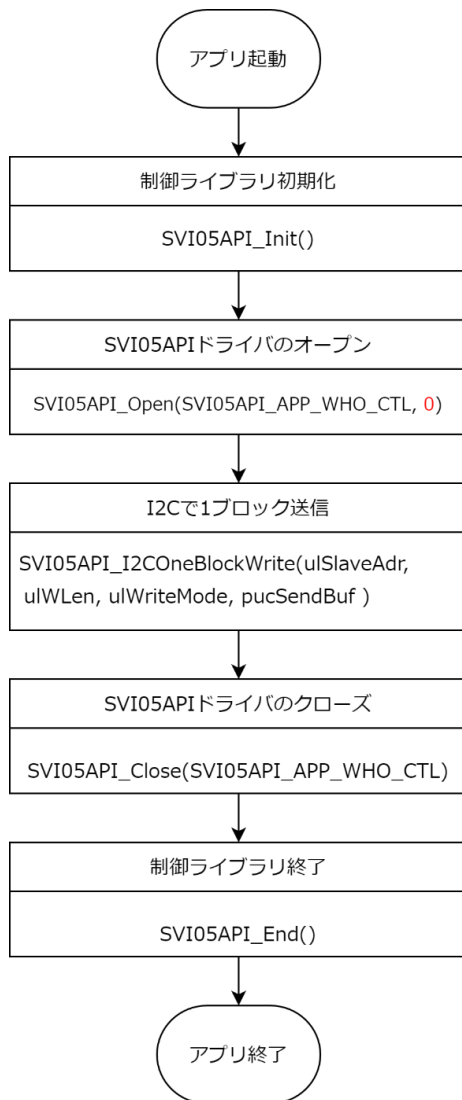 アプリ起動
制御ライブラリ初期化
SVI05API_Init()
SVI05APIドライバのオープン
SVI05API_Open(SVI05API_APP_WHO_CTL, 0)
I2Cで1ブロック送信
SVI05API_I2COneBlockWrite(ulSlaveAdr,
ulWLen, ulWriteMode, pucSendBuf )
SVI05APIドライバのクローズ
SVI05API_Close(SVI05API_APP_WHO_CTL)
制御ライブラリ終了
SVI05API_End()
アプリ終了